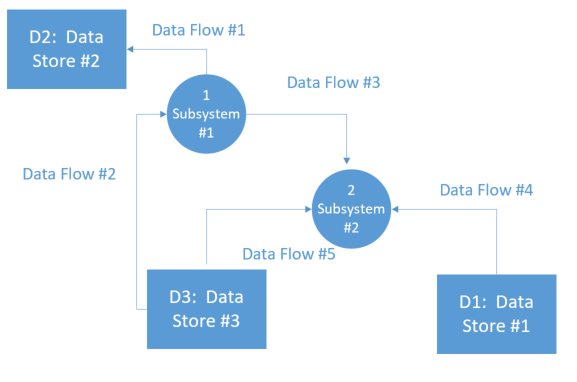 D2: Data
Store #2
Data Flow #1
1
Subsystem
#1
Data Flow #3
Data Flow #2
2
Subsystem
#2
Data Flow #4
Data Flow #5
D3: Data
Store #3
D1: Data
Store #1